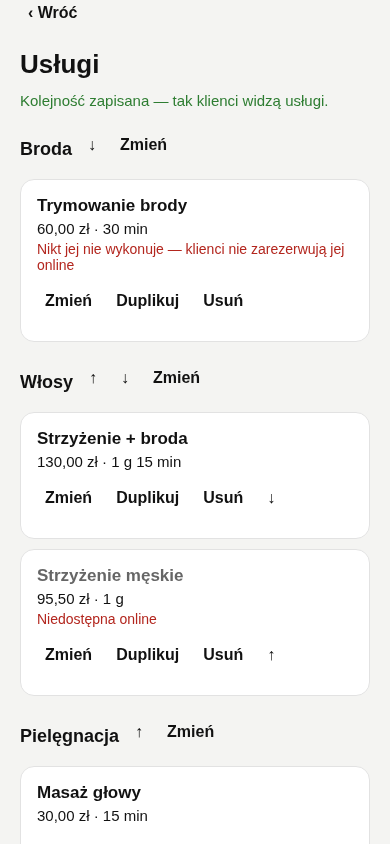 ‹ Wróć
Usługi
Kolejność zapisana — tak klienci widzą usługi.
Broda ↓ Zmień
Trymowanie brody
60,00 zł · 30 min
Nikt jej nie wykonuje — klienci nie zarezerwują jej
online
Zmień Duplikuj Usuń
Włosy ↑ ↓ Zmień
Strzyżenie + broda
130,00 zł · 1 g 15 min
Zmień Duplikuj Usuń ↓
Strzyżenie męskie
95,50 zł · 1 g
Niedostępna online
Zmień Duplikuj Usuń ↑
Pielęgnacja ↑ Zmień
Masaż głowy
30,00 zł · 15 min